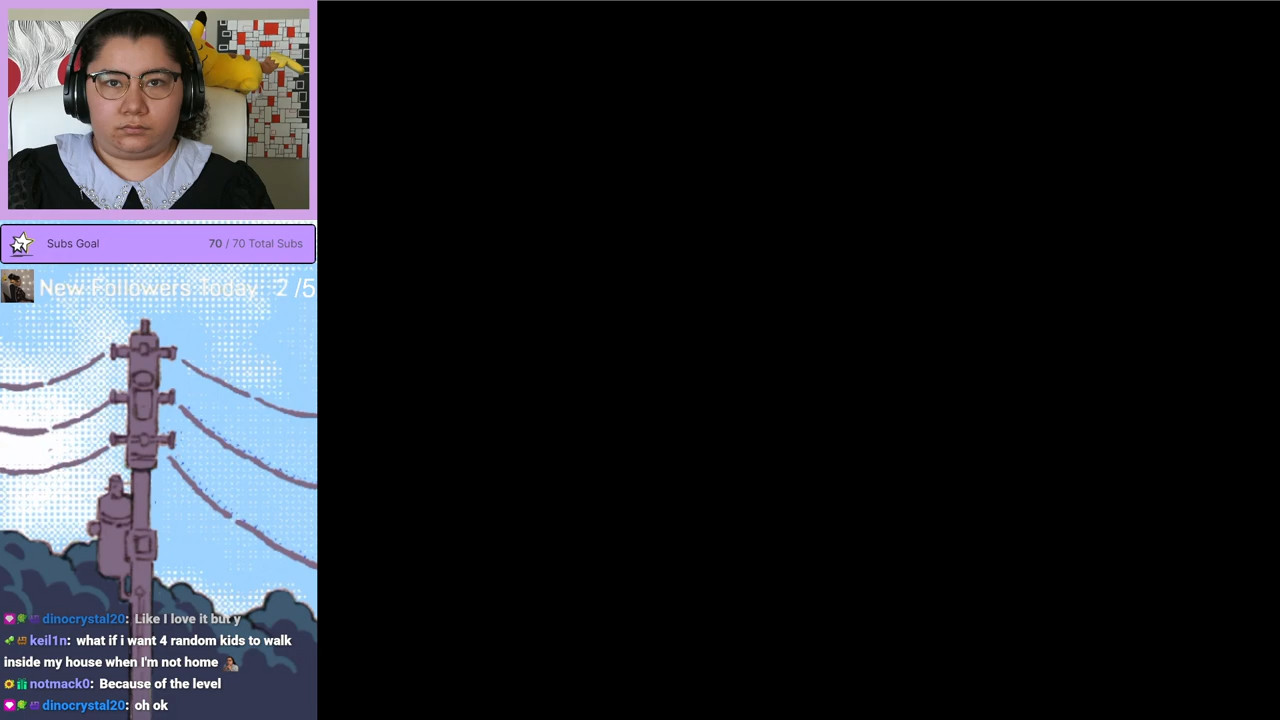 Subs Goal 70 / 70 Total Subs
New Followers Today 2 /5
dinocrystal20: Like I love it but y
keil1n: what if i want 4 random kids to walk
inside my house when I'm not home
notmack0: Because of the level
dinocrystal20: oh ok